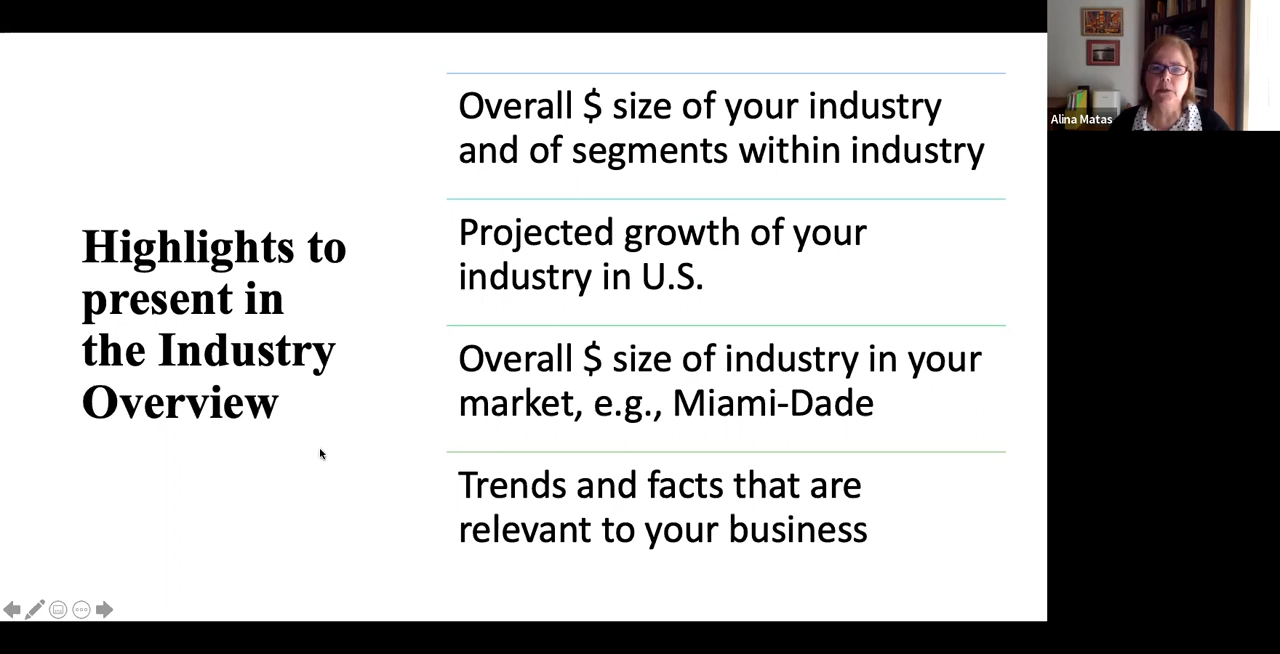 Highlights to
present in
the Industry
Overview
Overall $ size of your industry
and of segments within industry
Projected growth of your
industry in U.S.
Overall $ size of industry in your
market, e.g., Miami-Dade
Trends and facts that are
relevant to your business
Alina Matas